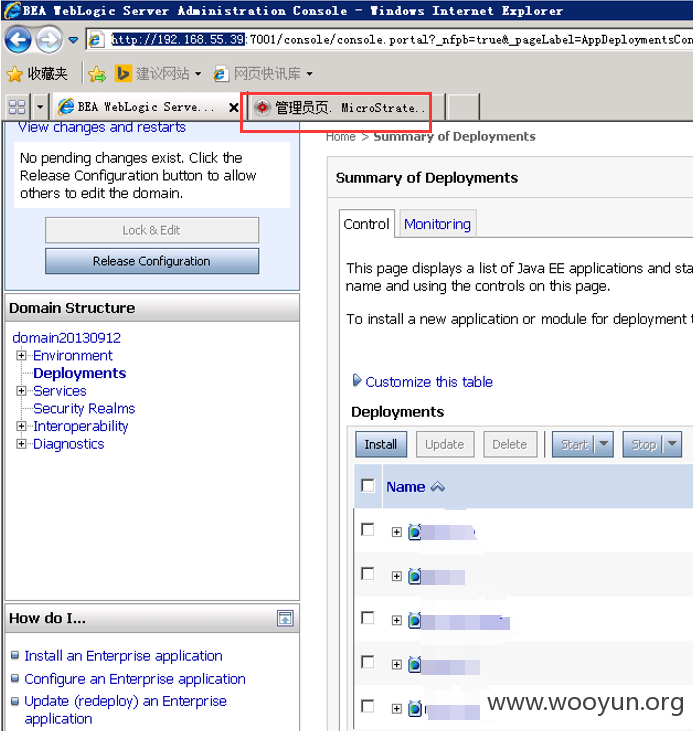 BEA WebLogic Server Administration Console - Windows Internet Explorer
http://192.168.55.39:7001/console/console.portal?_nfpb=true&_pageLabel=AppDeploymentsCon
收藏夹 建议网站 网页快讯库
BEA WebLogic Serve... 管理员页. MicroStrate..
View changes and restarts
No pending changes exist. Click the
Release Configuration button to allow
others to edit the domain.
Lock & Edit
Release Configuration
Domain Structure
domain20130912
Environment
Deployments
Services
Security Realms
Interoperability
Diagnostics
How do I...
Install an Enterprise application
Configure an Enterprise application
Update (redeploy) an Enterprise
application
Home > Summary of Deployments
Summary of Deployments
Control Monitoring
This page displays a list of Java EE applications and sta
name and using the controls on this page.
To install a new application or module for deployment t
Customize this table
Deployments
Install Update Delete Start Stop
Name
www.wooyun.org